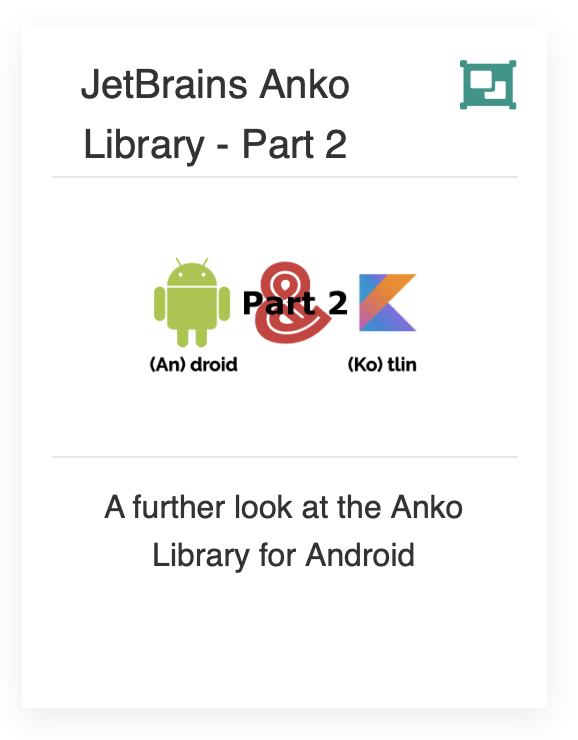 JetBrains Anko
Library - Part 2
&
Part 2
(An) droid
(Ko) tlin
A further look at the Anko
Library for Android